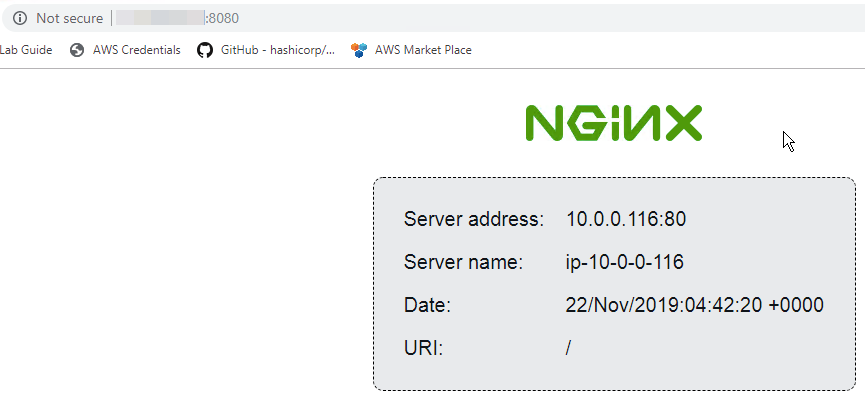 Not secure | :8080
Lab Guide AWS Credentials GitHub - hashicorp/... AWS Market Place
NGINX
Server address: 10.0.0.116:80
Server name: ip-10-0-0-116
Date: 22/Nov/2019:04:42:20 +0000
URI: /